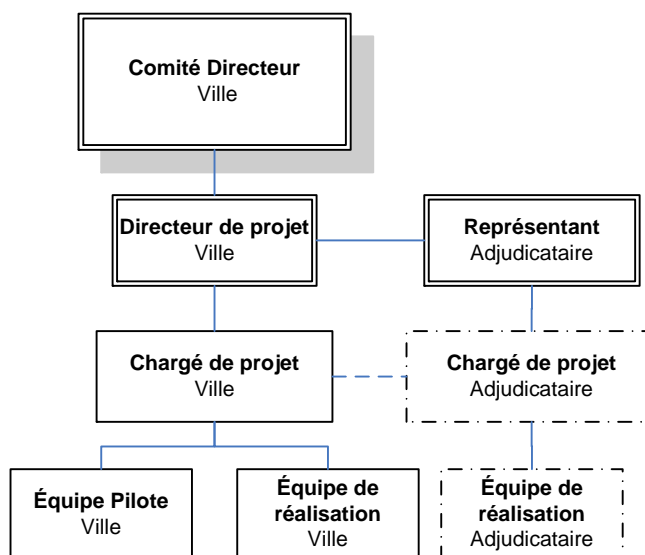 Comité Directeur
Ville
Directeur de projet
Ville
Représentant
Adjudicataire
Chargé de projet
Ville
Chargé de projet
Adjudicataire
Équipe Pilote
Ville
Équipe de
réalisation
Ville
Équipe de
réalisation
Adjudicataire